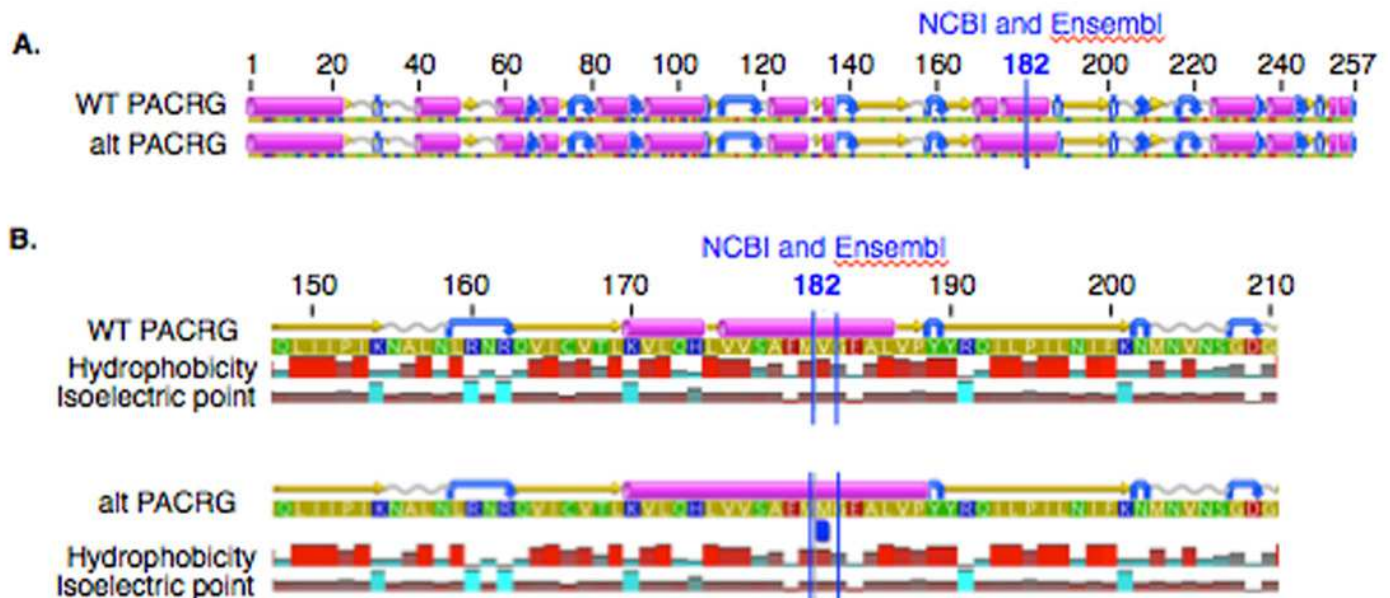 A.
NCBI and Ensembl
1 20 40 60 80 100 120 140 160 182 200 220 240 257
WT PACRG
alt PACRG
B.
NCBI and Ensembl
150 160 170 182 190 200 210
WT PACRG
Hydrophobicity
Isoelectric point
alt PACRG
Hydrophobicity
Isoelectric point